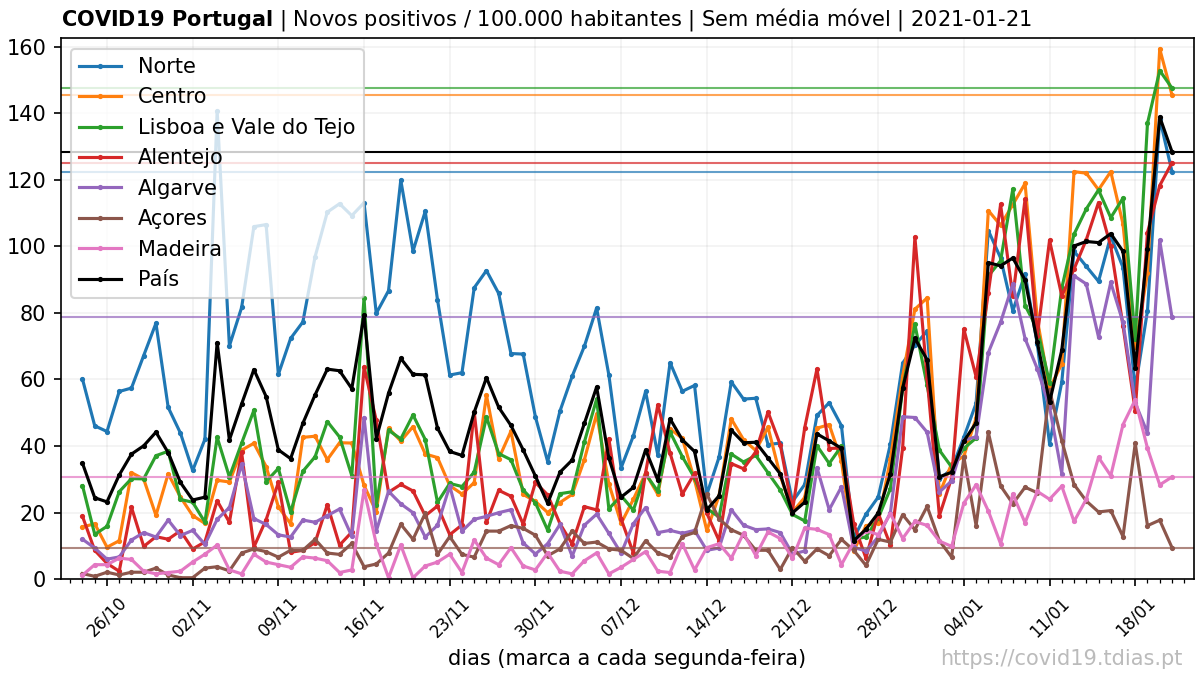 COVID19 Portugal | Novos positivos / 100.000 habitantes | Sem média móvel | 2021-01-21
160
140
120
100
80
60
40
20
0
Norte
Centro
Lisboa e Vale do Tejo
Alentejo
Algarve
Açores
Madeira
País
26/10 02/11 09/11 16/11 23/11 30/11 07/12 14/12 21/12 28/12 04/01 11/01 18/01
dias (marca a cada segunda-feira)
https://covid19.tdias.pt